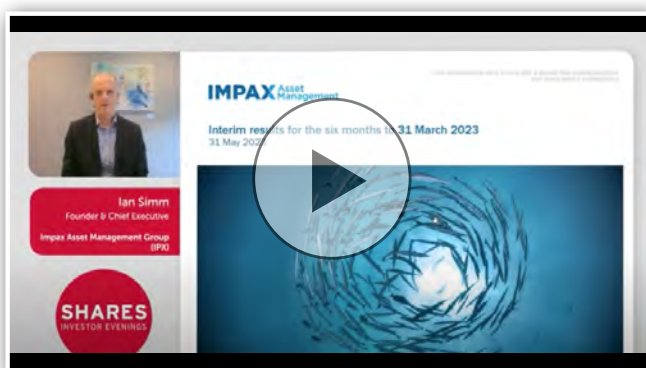 IMPAX Asset Management
Interim results for the six months to 31 March 2023
31 May 202
Ian Simm
Founder & Chief Executive
Impax Asset Management Group
(IPX)
SHARES
INVESTOR EVENINGS